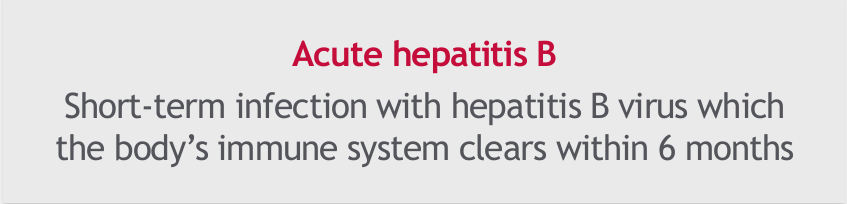 Acute hepatitis B
Short-term infection with hepatitis B virus which
the body’s immune system clears within 6 months